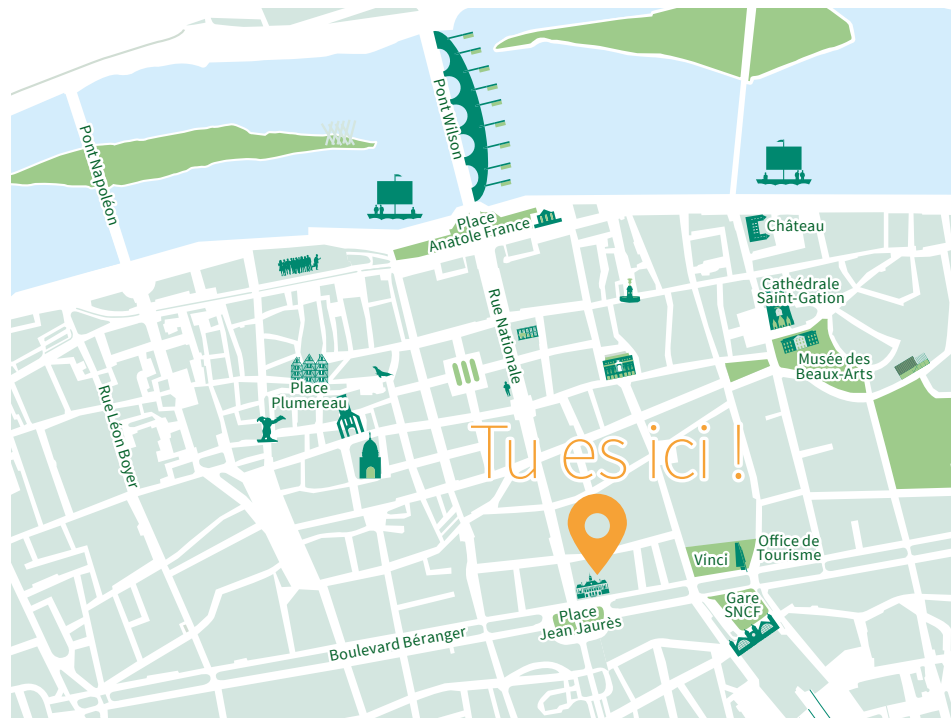 Pont Napoléon
Pont Wilson
Place
Anatole France
Château
Cathédrale
Saint-Gation
Rue Nationale
Musée des
Beaux-Arts
Place
Plumereau
Rue Léon Boyer
Tu es ici !
Vinci
Office de
Tourisme
Gare
SNCF
Place
Jean Jaurès
Boulevard Béranger